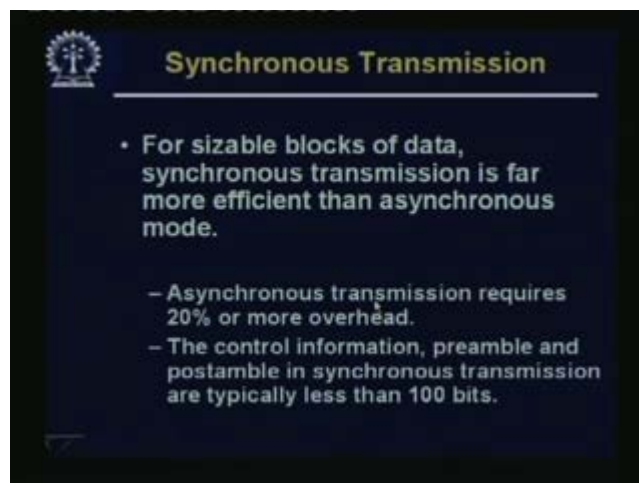 Synchronous Transmission
• For sizable blocks of data,
synchronous transmission is far
more efficient than asynchronous
mode.
– Asynchronous transmission requires
20% or more overhead.
– The control information, preamble and
postamble in synchronous transmission
are typically less than 100 bits.